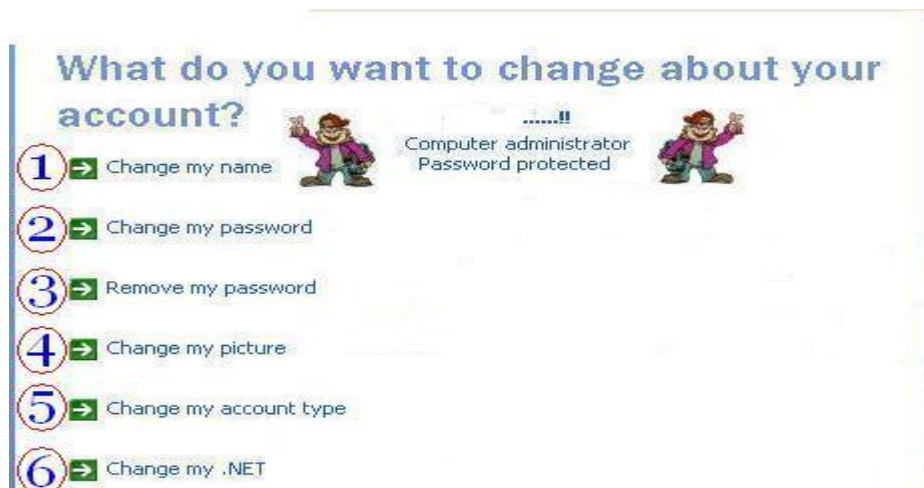 What do you want to change about your
account?
......!!
Computer administrator
Password protected
1 Change my name
2 Change my password
3 Remove my password
4 Change my picture
5 Change my account type
6 Change my .NET